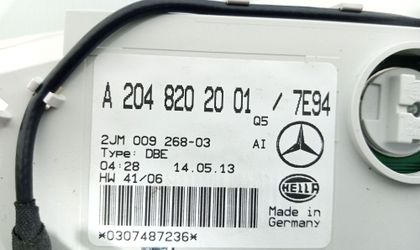 A 204 820 20 01 / 7E94
Q5
2JM 009 268-03 AI
Type: DBE
04:28 14.05.13
HW 41/06
HELLA
Made in
Germany
*0307487236*